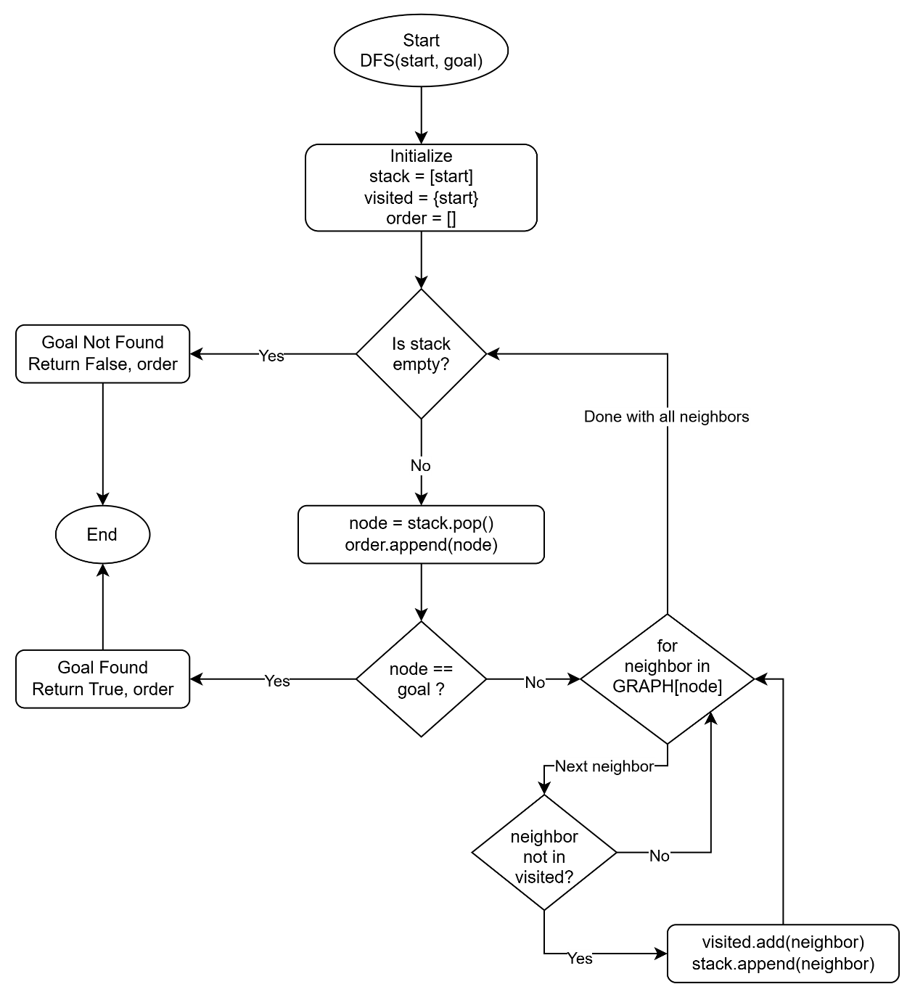 Start
DFS(start, goal)
Initialize
stack = [start]
visited = {start}
order = []
Is stack
empty?
Yes
Goal Not Found
Return False, order
No
Done with all neighbors
node = stack.pop()
order.append(node)
End
node ==
goal ?
Yes
Goal Found
Return True, order
No
for
neighbor in
GRAPH[node]
Next neighbor
neighbor
not in
visited?
No
Yes
visited.add(neighbor)
stack.append(neighbor)